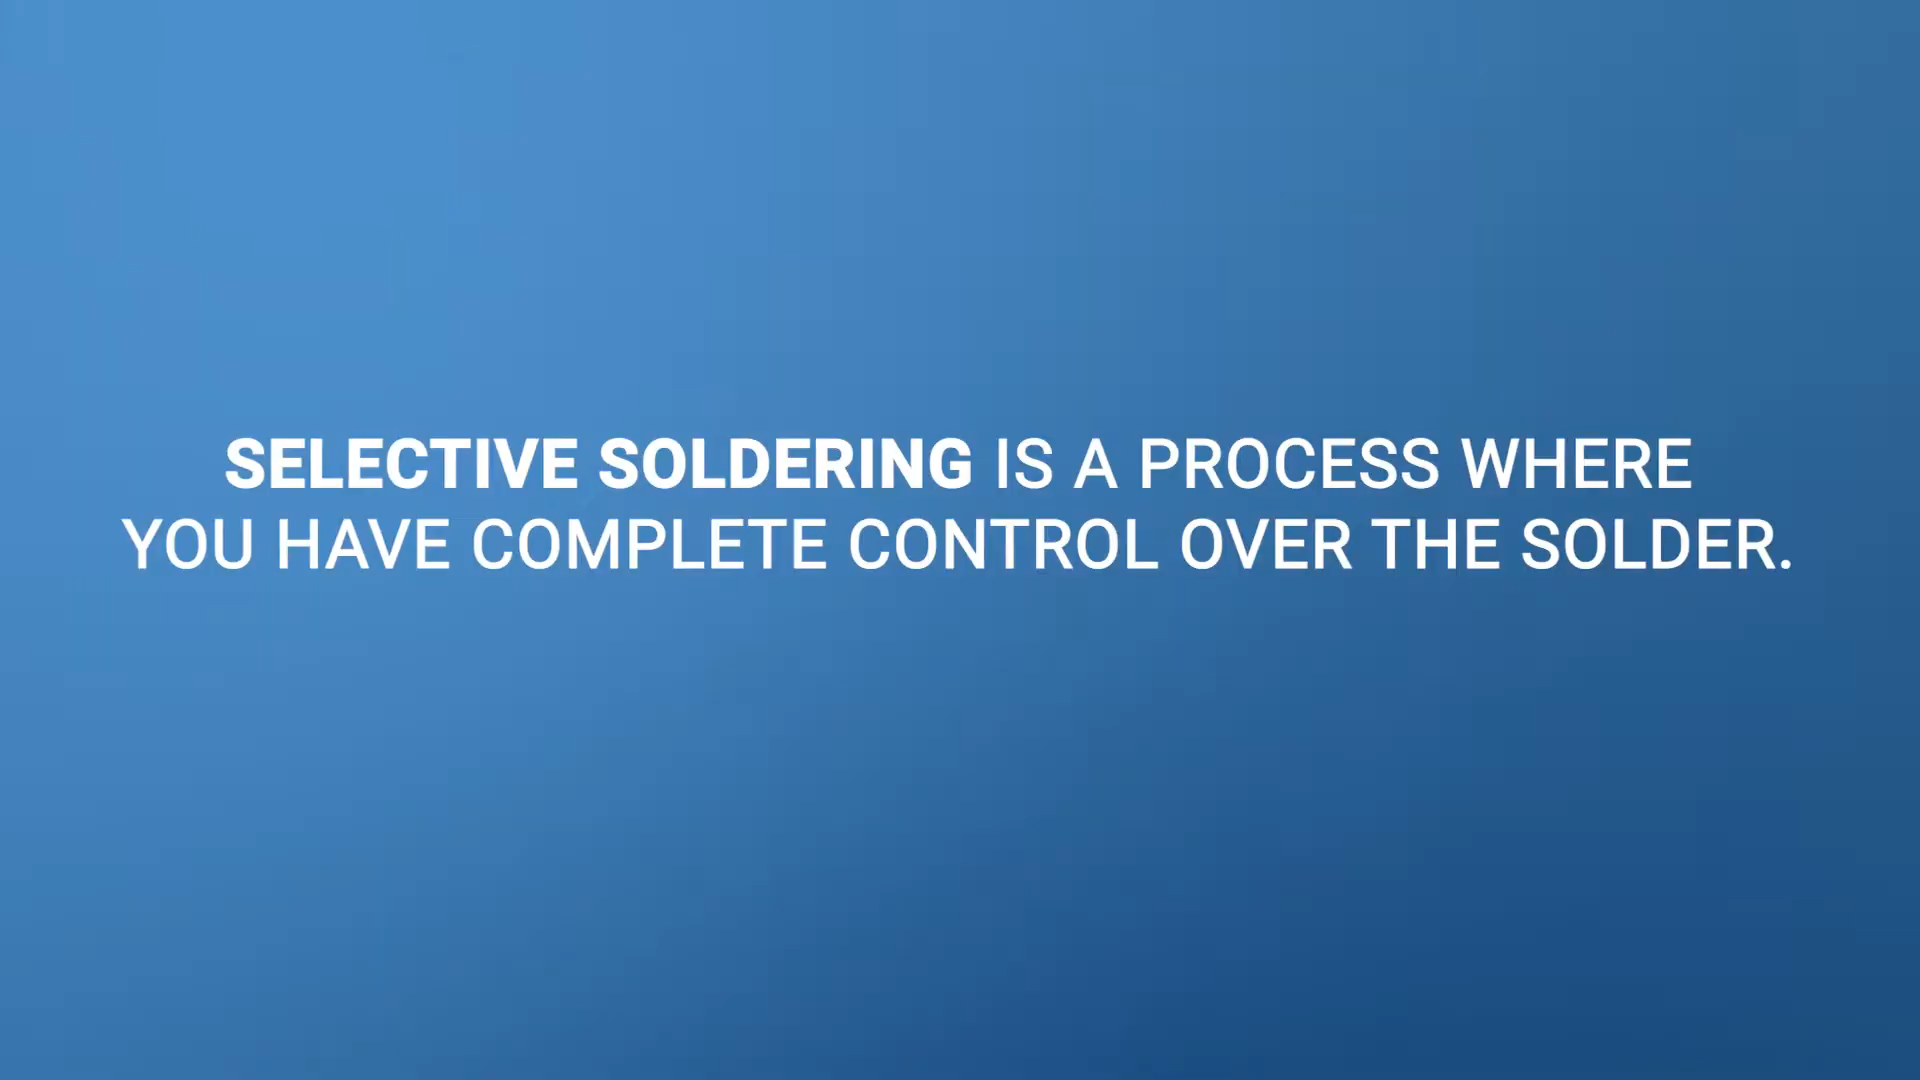 SELECTIVE SOLDERING IS A PROCESS WHERE
YOU HAVE COMPLETE CONTROL OVER THE SOLDER.